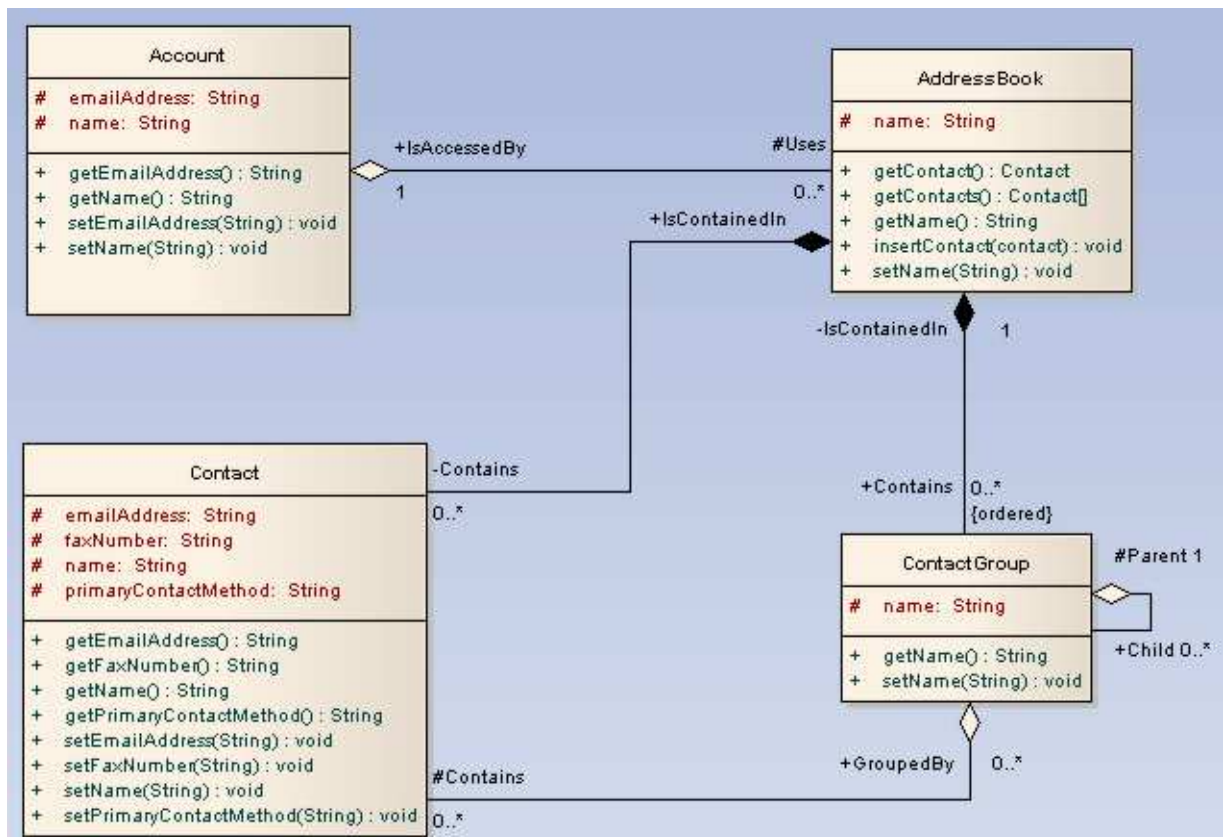 Account
# emailAddress: String
# name: String
+ getEmailAddress() : String
+ getName() : String
+ setEmailAddress(String) : void
+ setName(String) : void
+IsAccessedBy
1
#Uses
0..*
AddressBook
# name: String
+ getContact() : Contact
+ getContacts() : Contact[]
+ getName() : String
+ insertContact(contact) : void
+ setName(String) : void
+IsContainedIn
-IsContainedIn
1
-Contains
0..*
+Contains
0..*
{ordered}
Contact
# emailAddress: String
# faxNumber: String
# name: String
# primaryContactMethod: String
+ getEmailAddress() : String
+ getFaxNumber() : String
+ getName() : String
+ getPrimaryContactMethod() : String
+ setEmailAddress(String) : void
+ setFaxNumber(String) : void
+ setName(String) : void
+ setPrimaryContactMethod(String) : void
ContactGroup
# name: String
+ getName() : String
+ setName(String) : void
#Parent 1
+Child 0..*
+GroupedBy
0..*
#Contains
0..*